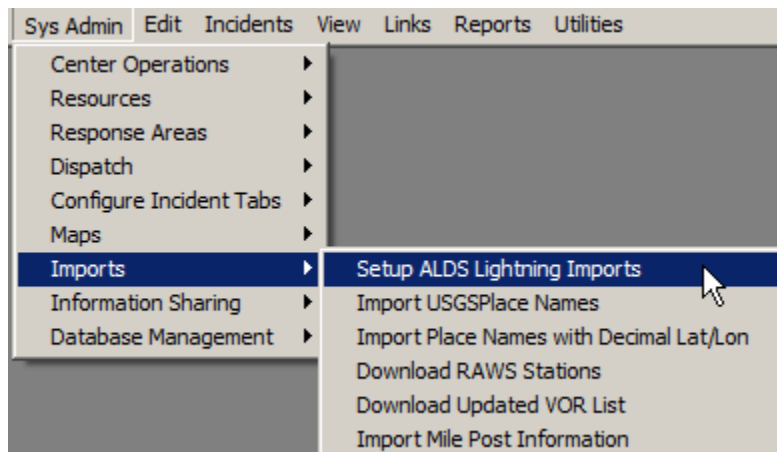 Sys Admin Edit Incidents View Links Reports Utilities
Center Operations
Resources
Response Areas
Dispatch
Configure Incident Tabs
Maps
Imports
Information Sharing
Database Management
Setup ALDS Lightning Imports
Import USGSPlace Names
Import Place Names with Decimal Lat/Lon
Download RAWS Stations
Download Updated VOR List
Import Mile Post Information